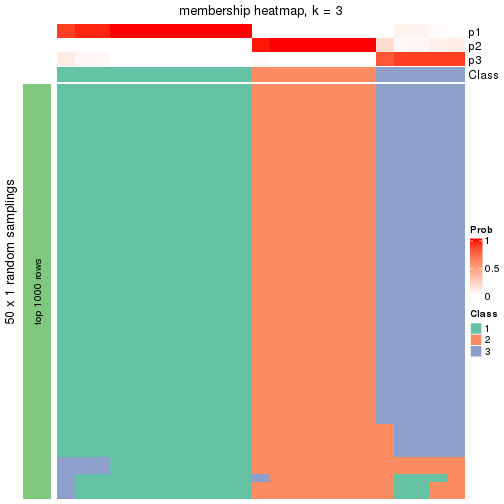 membership heatmap, k = 3
p1
p2
p3
Class
50 x 1 random samplings
top 1000 rows
Prob
1
0.5
0
Class
1
2
3